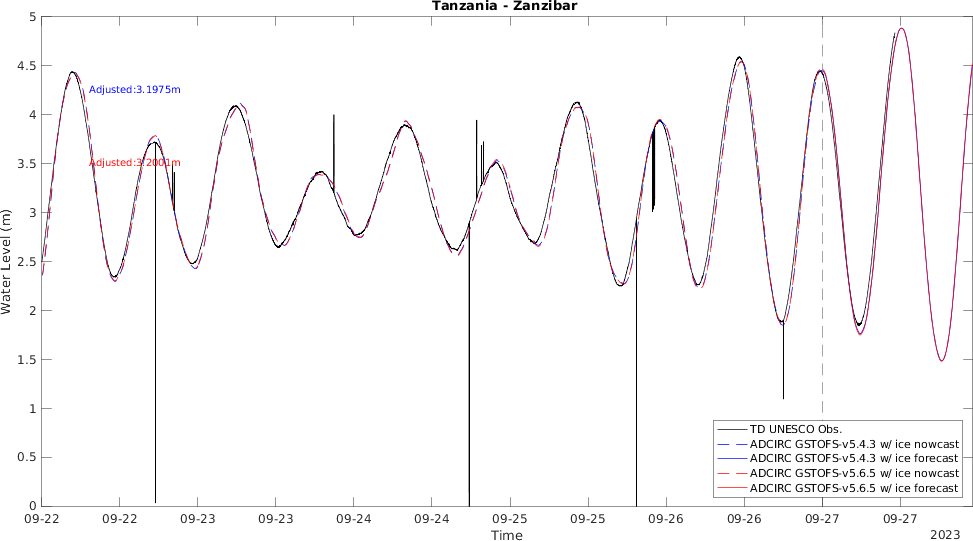 Tanzania - Zanzibar
5
4.5
4
3.5
3
2.5
2
1.5
1
0.5
0
Water Level (m)
Adjusted:3.1975m
Adjusted:3.2001m
TD UNESCO Obs.
ADCIRC GSTOFS-v5.4.3 w/ ice nowcast
ADCIRC GSTOFS-v5.4.3 w/ ice forecast
ADCIRC GSTOFS-v5.6.5 w/ ice nowcast
ADCIRC GSTOFS-v5.6.5 w/ ice forecast
09-22 09-22 09-23 09-23 09-24 09-24 09-25 09-25 09-26 09-26 09-27 09-27
Time
2023